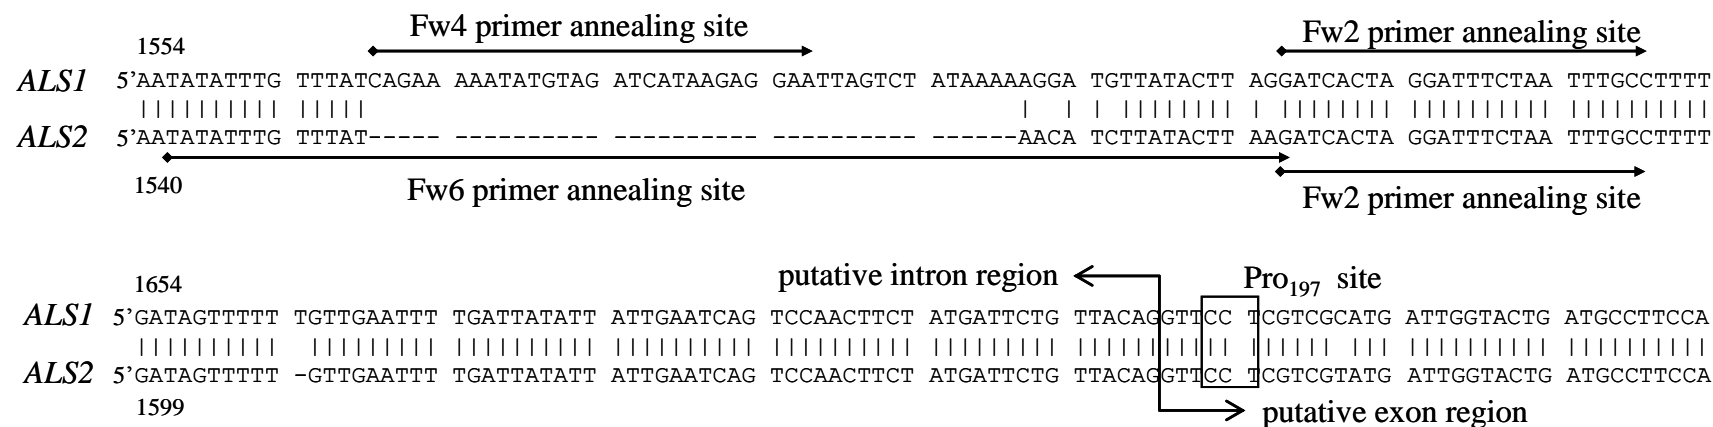 Fw4 primer annealing site
Fw2 primer annealing site
1554
ALS1 5’AATATATTTG TTTATCAGAA AAATATGTAG ATCATAAGAG GAATTAGTCT ATAAAAAGGA TGTTATACTT AGGATCACTA GGATTTCTAA TTTGCCTTTT
ALS2 5’AATATATTTG TTTAT----- ---------- ---------- ---------- ------AACA TCTTATACTT AAGATCACTA GGATTTCTAA TTTGCCTTTT
1540
Fw6 primer annealing site
Fw2 primer annealing site
putative intron region
Pro197 site
1654
ALS1 5’GATAGTTTTT TGTTGAATTT TGATTATATT ATTGAATCAG TCCAACTTCT ATGATTCTG TTACAGGTTCC TCGTCGCATG ATTGGTACTG ATGCCTTCCA
ALS2 5’GATAGTTTTT -GTTGAATTT TGATTATATT ATTGAATCAG TCCAACTTCT ATGATTCTG TTACAGGTTCC TCGTCGTATG ATTGGTACTG ATGCCTTCCA
1599
putative exon region